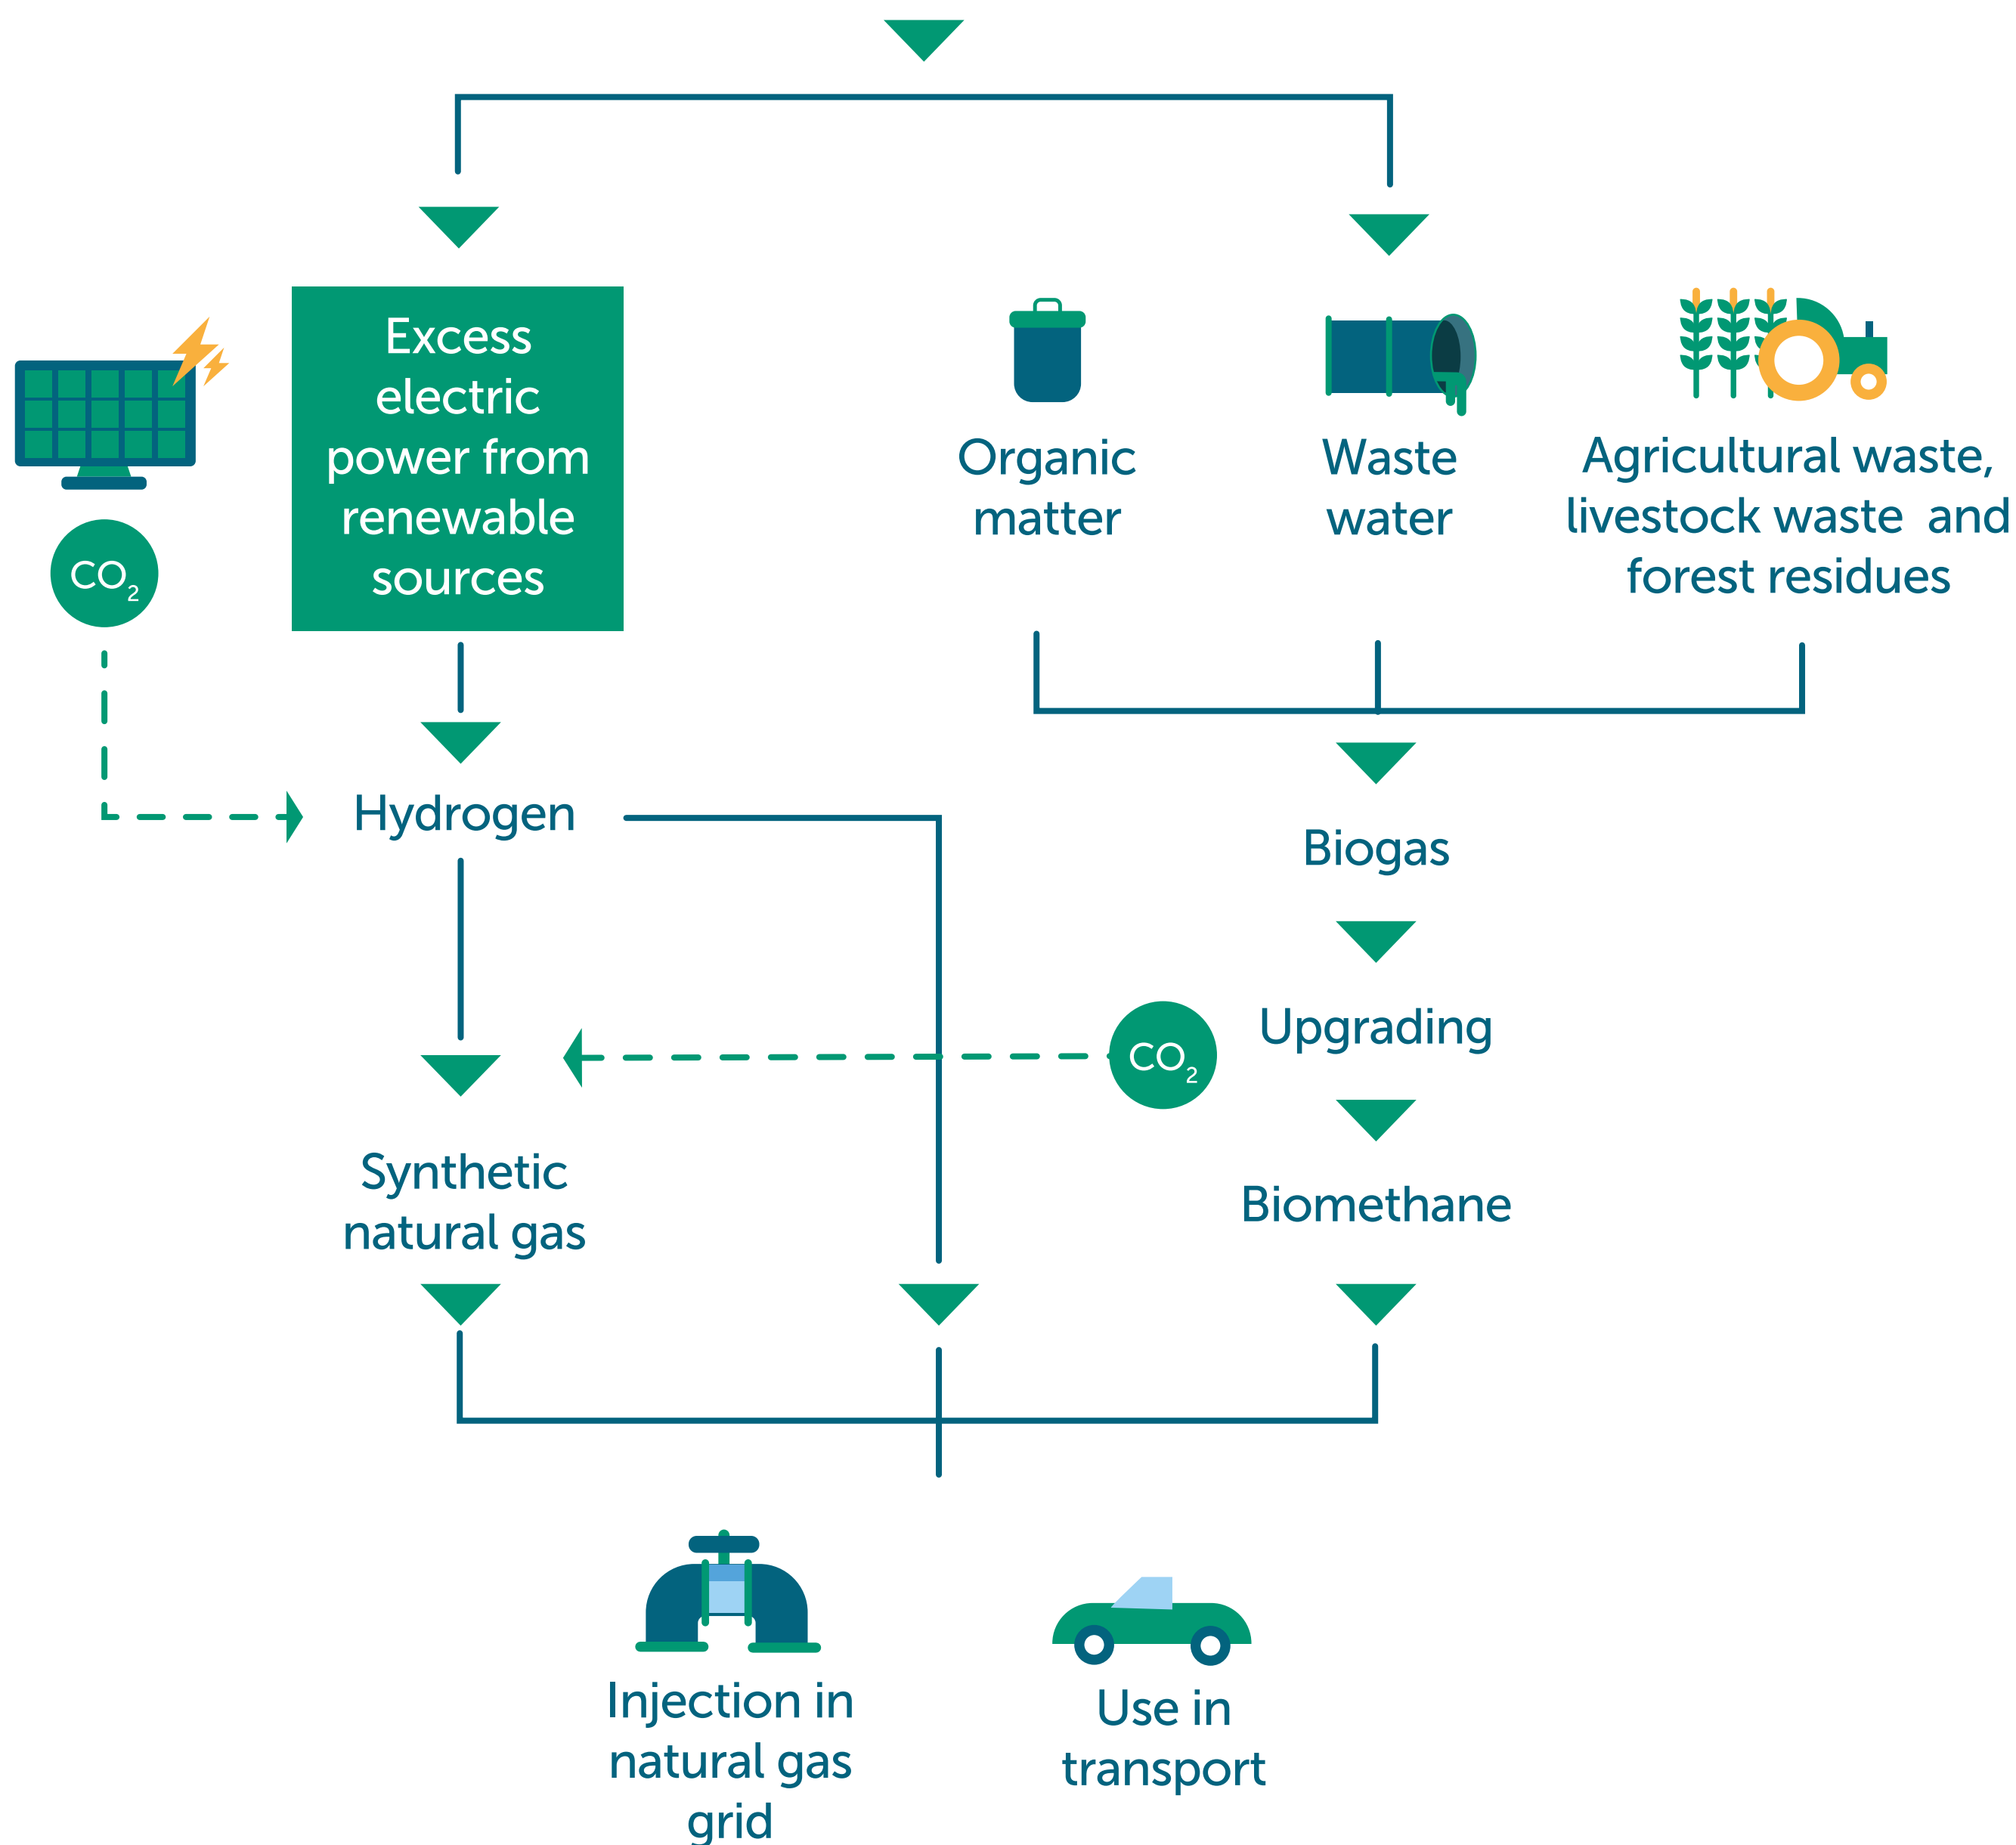 Excess
electric
power from
renewable
sources
CO2
Organic
matter
Waste
water
Agricultural waste,
livestock waste and
forest residues
Hydrogen
Biogas
Upgrading
CO2
Synthetic
natural gas
Biomethane
Injection in
natural gas
grid
Use in
transport